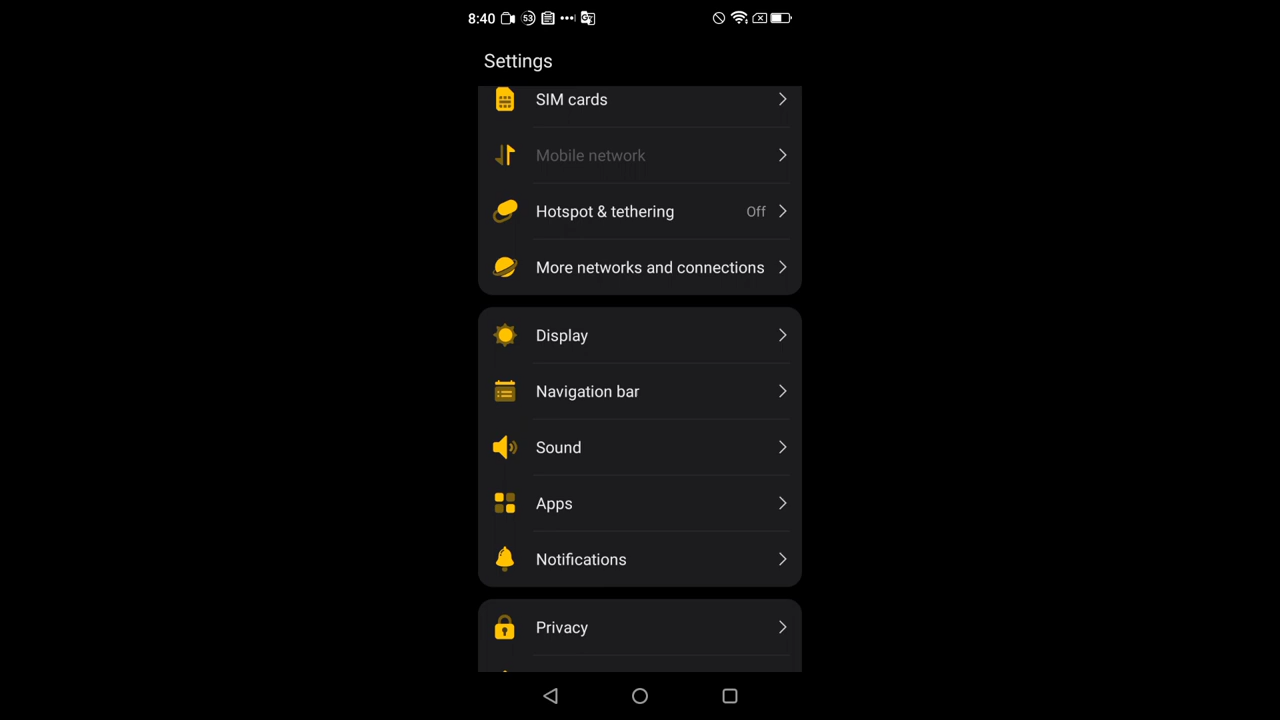 8:40 53
Settings
SIM cards
Mobile network
Hotspot & tethering Off
More networks and connections
Display
Navigation bar
Sound
Apps
Notifications
Privacy